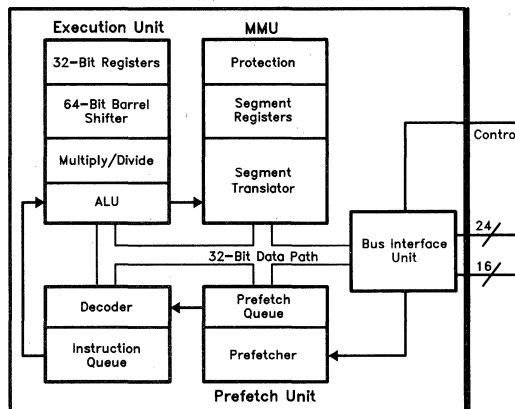 Execution Unit
MMU
32-Bit Registers
64-Bit Barrel
Shifter
Multiply/Divide
ALU
Protection
Segment
Registers
Segment
Translator
Control
24
16
Bus Interface
Unit
32-Bit Data Path
Decoder
Instruction
Queue
Prefetch
Queue
Prefetcher
Prefetch Unit